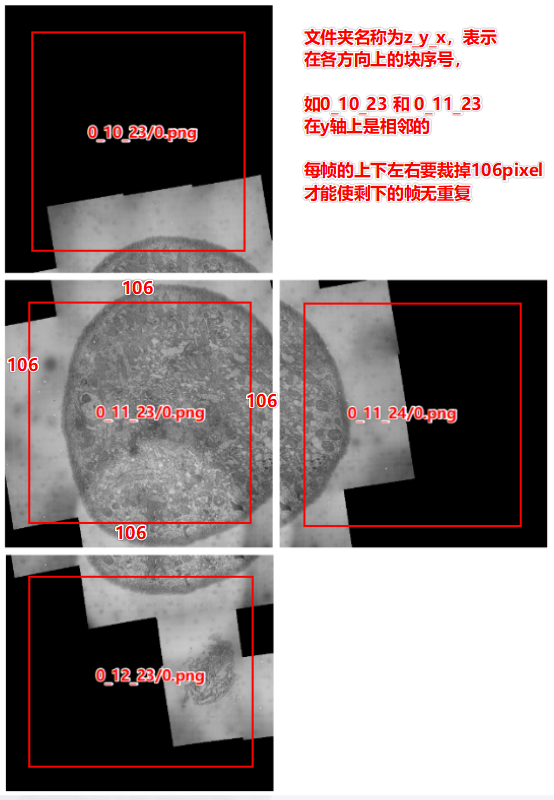 文件夹名称为z_y_x，表示
在各方向上的块序号，
如0_10_23 和 0_11_23
在y轴上是相邻的
每帧的上下左右要裁掉106pixel
才能使剩下的帧无重复
0_10_23/0.png
106
106
0_11_23/0.png
106
0_11_24/0.png
106
0_12_23/0.png